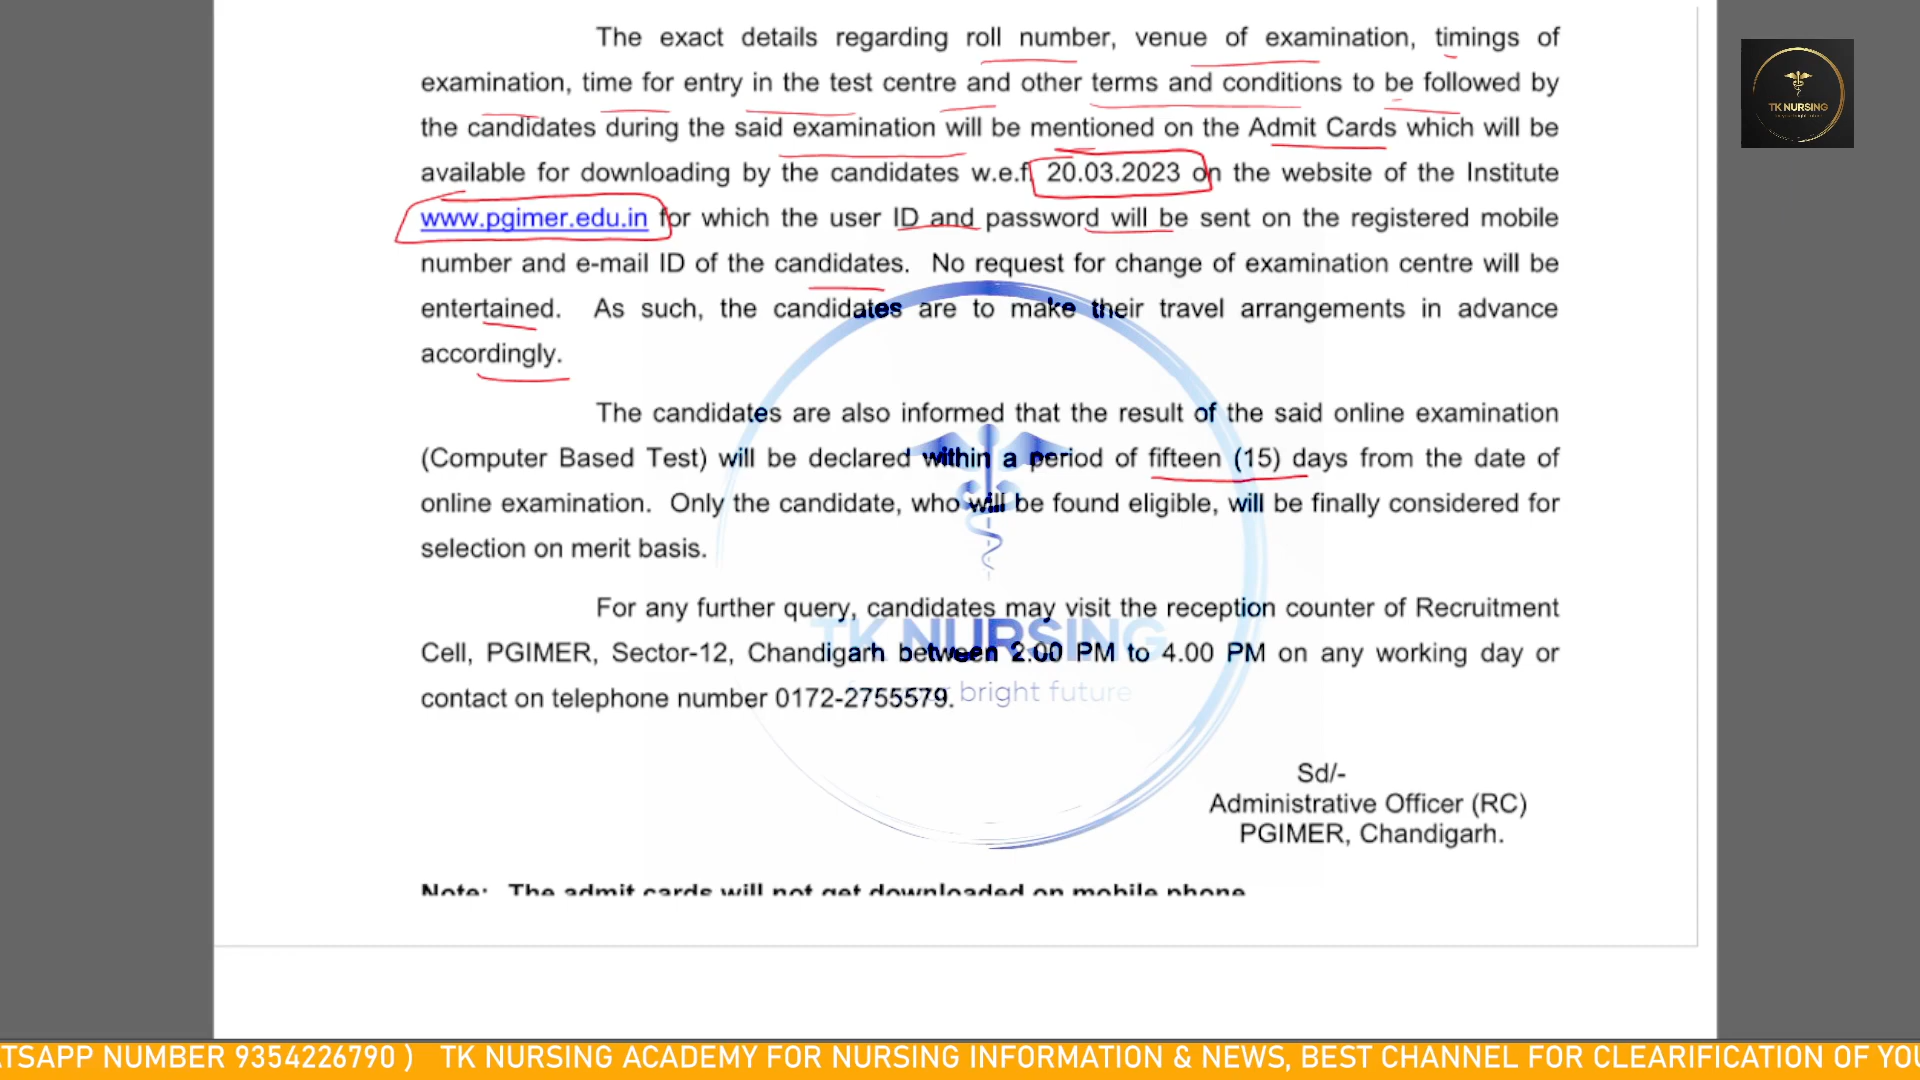 The exact details regarding roll number, venue of examination, timings of
examination, time for entry in the test centre and other terms and conditions to be followed by
the candidates during the said examination will be mentioned on the Admit Cards which will be
available for downloading by the candidates w.e.f. 20.03.2023 on the website of the Institute
www.pgimer.edu.in for which the user ID and password will be sent on the registered mobile
number and e-mail ID of the candidates. No request for change of examination centre will be
entertained. As such, the candidates are to make their travel arrangements in advance
accordingly.
The candidates are also informed that the result of the said online examination
(Computer Based Test) will be declared within a period of fifteen (15) days from the date of
online examination. Only the candidate, who will be found eligible, will be finally considered for
selection on merit basis.
For any further query, candidates may visit the reception counter of Recruitment
Cell, PGIMER, Sector-12, Chandigarh between 2.00 PM to 4.00 PM on any working day or
contact on telephone number 0172-2755579.
TK NURSING
bright future
Sd/-
Administrative Officer (RC)
PGIMER, Chandigarh.
Note: The admit cards will not get downloaded on mobile phone
TK NURSING
ATSAPP NUMBER 9354226790 ) TK NURSING ACADEMY FOR NURSING INFORMATION & NEWS, BEST CHANNEL FOR CLEARIFICATION OF YOU